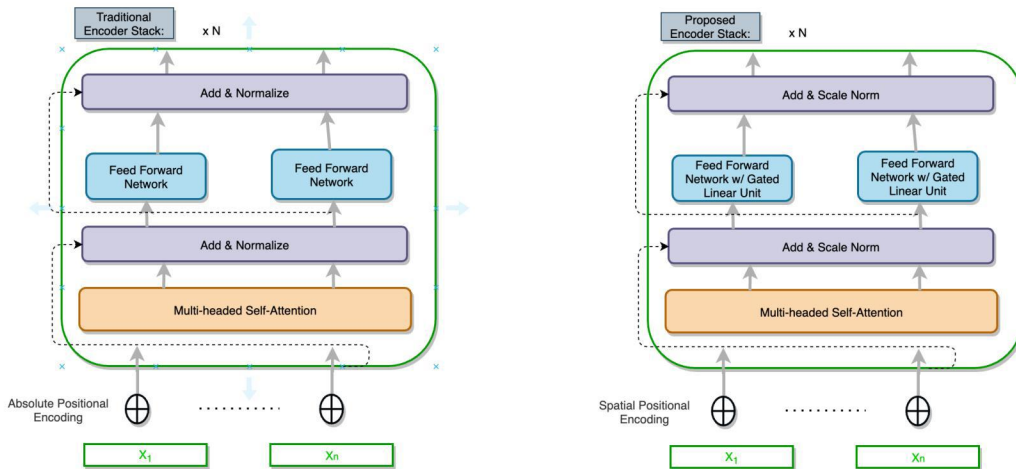 Traditional
Encoder Stack:
x N
Add & Normalize
Feed Forward
Network
Feed Forward
Network
Add & Normalize
Multi-headed Self-Attention
Absolute Positional
Encoding
X1
Xn
Proposed
Encoder Stack:
x N
Add & Scale Norm
Feed Forward
Network w/ Gated
Linear Unit
Feed Forward
Network w/ Gated
Linear Unit
Add & Scale Norm
Multi-headed Self-Attention
Spatial Positional
Encoding
X1
Xn